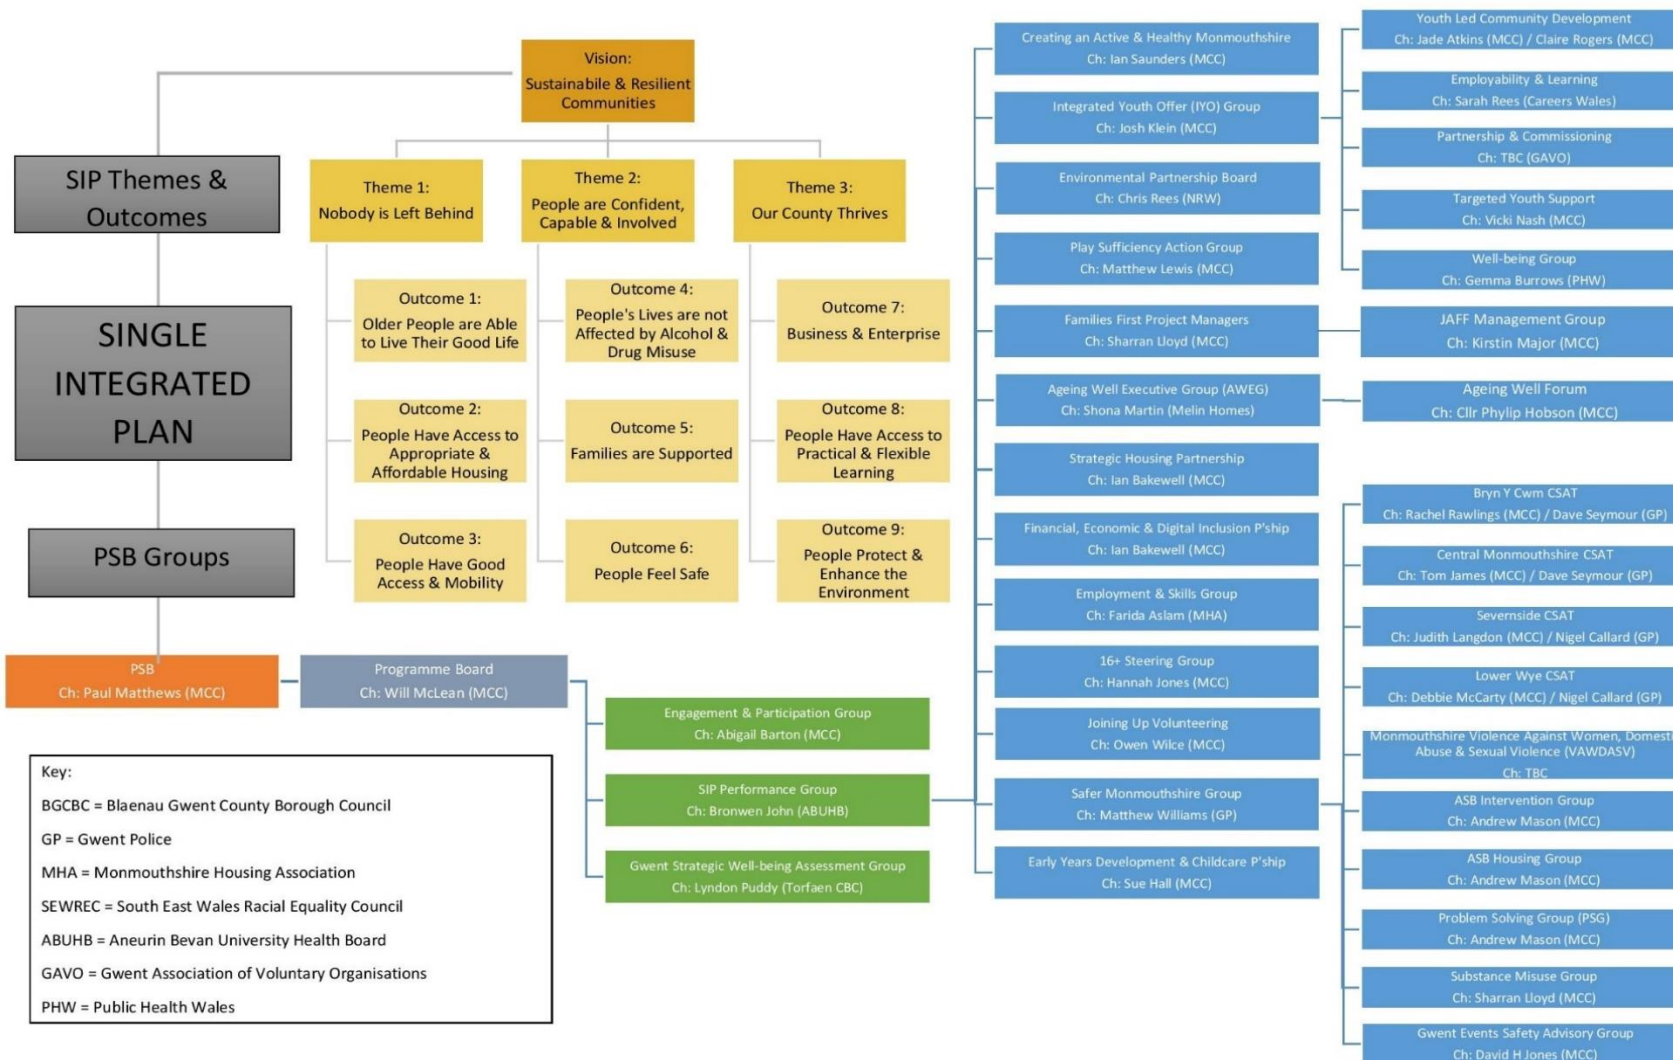 Vision:
Sustainabile & Resilient
Communities
SIP Themes &
Outcomes
SINGLE
INTEGRATED
PLAN
PSB Groups
Theme 1:
Nobody is Left Behind
Theme 2:
People are Confident,
Capable & Involved
Theme 3:
Our County Thrives
Outcome 1:
Older People are Able
to Live Their Good Life
Outcome 2:
People Have Access to
Appropriate &
Affordable Housing
Outcome 3:
People Have Good
Access & Mobility
Outcome 4:
People's Lives are not
Affected by Alcohol &
Drug Misuse
Outcome 5:
Families are Supported
Outcome 6:
People Feel Safe
Outcome 7:
Business & Enterprise
Outcome 8:
People Have Access to
Practical & Flexible
Learning
Outcome 9:
People Protect &
Enhance the
Environment
PSB
Ch: Paul Matthews (MCC)
Programme Board
Ch: Will McLean (MCC)
Engagement & Participation Group
Ch: Abigail Barton (MCC)
SIP Performance Group
Ch: Bronwen John (ABUHB)
Gwent Strategic Well-being Assessment Group
Ch: Lyndon Puddy (Torfaen CBC)
Creating an Active & Healthy Monmouthshire
Ch: Ian Saunders (MCC)
Integrated Youth Offer (IYO) Group
Ch: Josh Klein (MCC)
Environmental Partnership Board
Ch: Chris Rees (NRW)
Play Sufficiency Action Group
Ch: Matthew Lewis (MCC)
Families First Project Managers
Ch: Sharran Lloyd (MCC)
Ageing Well Executive Group (AWEG)
Ch: Shona Martin (Melin Homes)
Strategic Housing Partnership
Ch: Ian Bakewell (MCC)
Financial, Economic & Digital Inclusion P'ship
Ch: Ian Bakewell (MCC)
Employment & Skills Group
Ch: Farida Aslam (MHA)
16+ Steering Group
Ch: Hannah Jones (MCC)
Joining Up Volunteering
Ch: Owen Wilce (MCC)
Safer Monmouthshire Group
Ch: Matthew Williams (GP)
Early Years Development & Childcare P'ship
Ch: Sue Hall (MCC)
Youth Led Community Development
Ch: Jade Atkins (MCC) / Claire Rogers (MCC)
Employability & Learning
Ch: Sarah Rees (Careers Wales)
Partnership & Commissioning
Ch: TBC (GAVO)
Targeted Youth Support
Ch: Vicki Nash (MCC)
Well-being Group
Ch: Gemma Burrows (PHW)
JAFF Management Group
Ch: Kirstin Major (MCC)
Ageing Well Forum
Ch: Cllr Phylip Hobson (MCC)
Bryn Y Cwm CSAT
Ch: Rachel Rawlings (MCC) / Dave Seymour (GP)
Central Monmouthshire CSAT
Ch: Tom James (MCC) / Dave Seymour (GP)
Severnside CSAT
Ch: Judith Langdon (MCC) / Nigel Callard (GP)
Lower Wye CSAT
Ch: Debbie McCarty (MCC) / Nigel Callard (GP)
Monmouthshire Violence Against Women, Domesti
Abuse & Sexual Violence (VAWDASV)
Ch: TBC
ASB Intervention Group
Ch: Andrew Mason (MCC)
ASB Housing Group
Ch: Andrew Mason (MCC)
Problem Solving Group (PSG)
Ch: Andrew Mason (MCC)
Substance Misuse Group
Ch: Sharran Lloyd (MCC)
Gwent Events Safety Advisory Group
Ch: David H Jones (MCC)
Key:
BGCBC = Blaenau Gwent County Borough Council
GP = Gwent Police
MHA = Monmouthshire Housing Association
SEWREC = South East Wales Racial Equality Council
ABUHB = Aneurin Bevan University Health Board
GAVO = Gwent Association of Voluntary Organisations
PHW = Public Health Wales